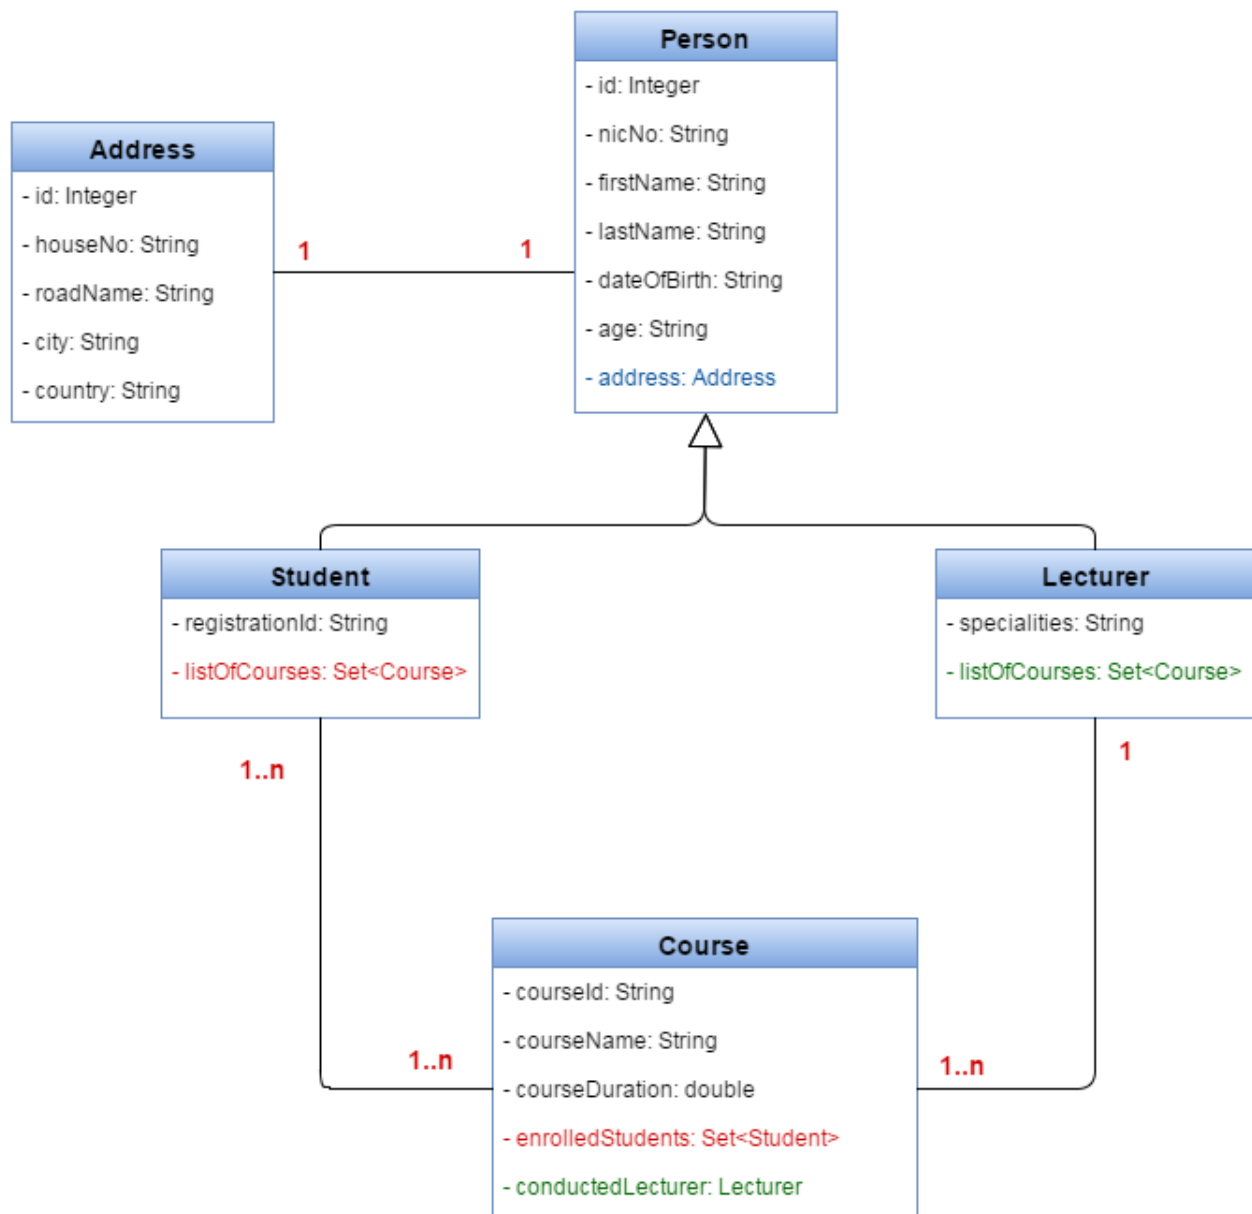 Person
- id: Integer
- nicNo: String
- firstName: String
- lastName: String
- dateOfBirth: String
- age: String
- address: Address
Address
- id: Integer
- houseNo: String
- roadName: String
- city: String
- country: String
1
1
Student
- registrationId: String
- listOfCourses: Set<Course>
Lecturer
- specialities: String
- listOfCourses: Set<Course>
1..n
1
Course
- courseId: String
- courseName: String
- courseDuration: double
- enrolledStudents: Set<Student>
- conductedLecturer: Lecturer
1..n
1..n